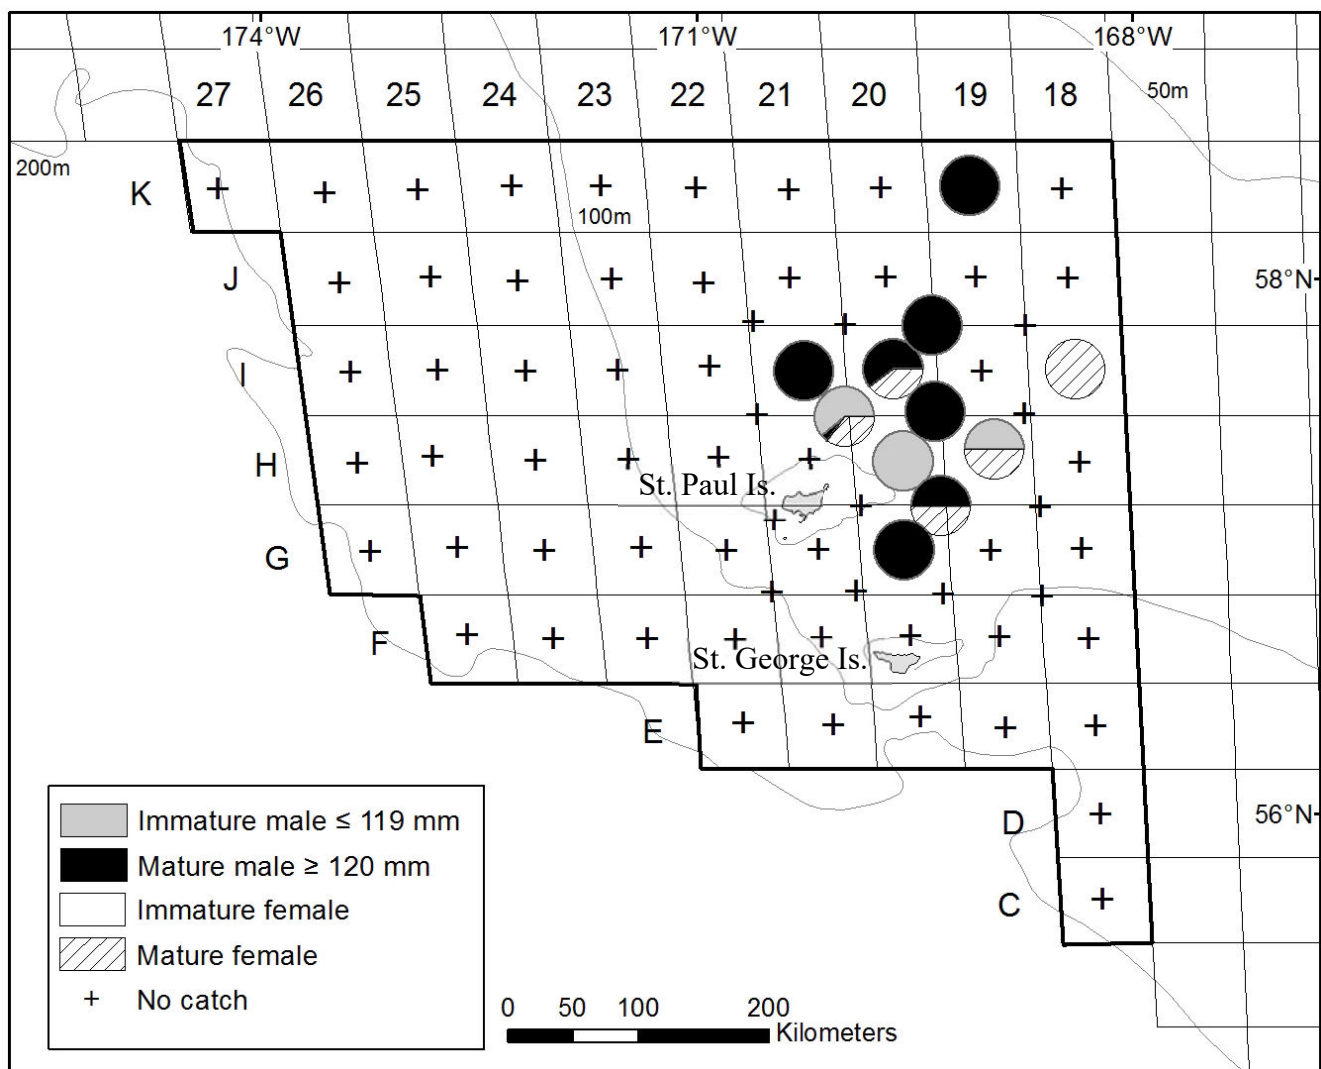 174°W 171°W 168°W
27 26 25 24 23 22 21 20 19 18
50m
200m
K
100m
J
58°N
I
H
St. Paul Is.
G
F
St. George Is.
E
D
56°N
C
Immature male ≤ 119 mm
Mature male ≥ 120 mm
Immature female
Mature female
+ No catch
0 50 100 200
Kilometers